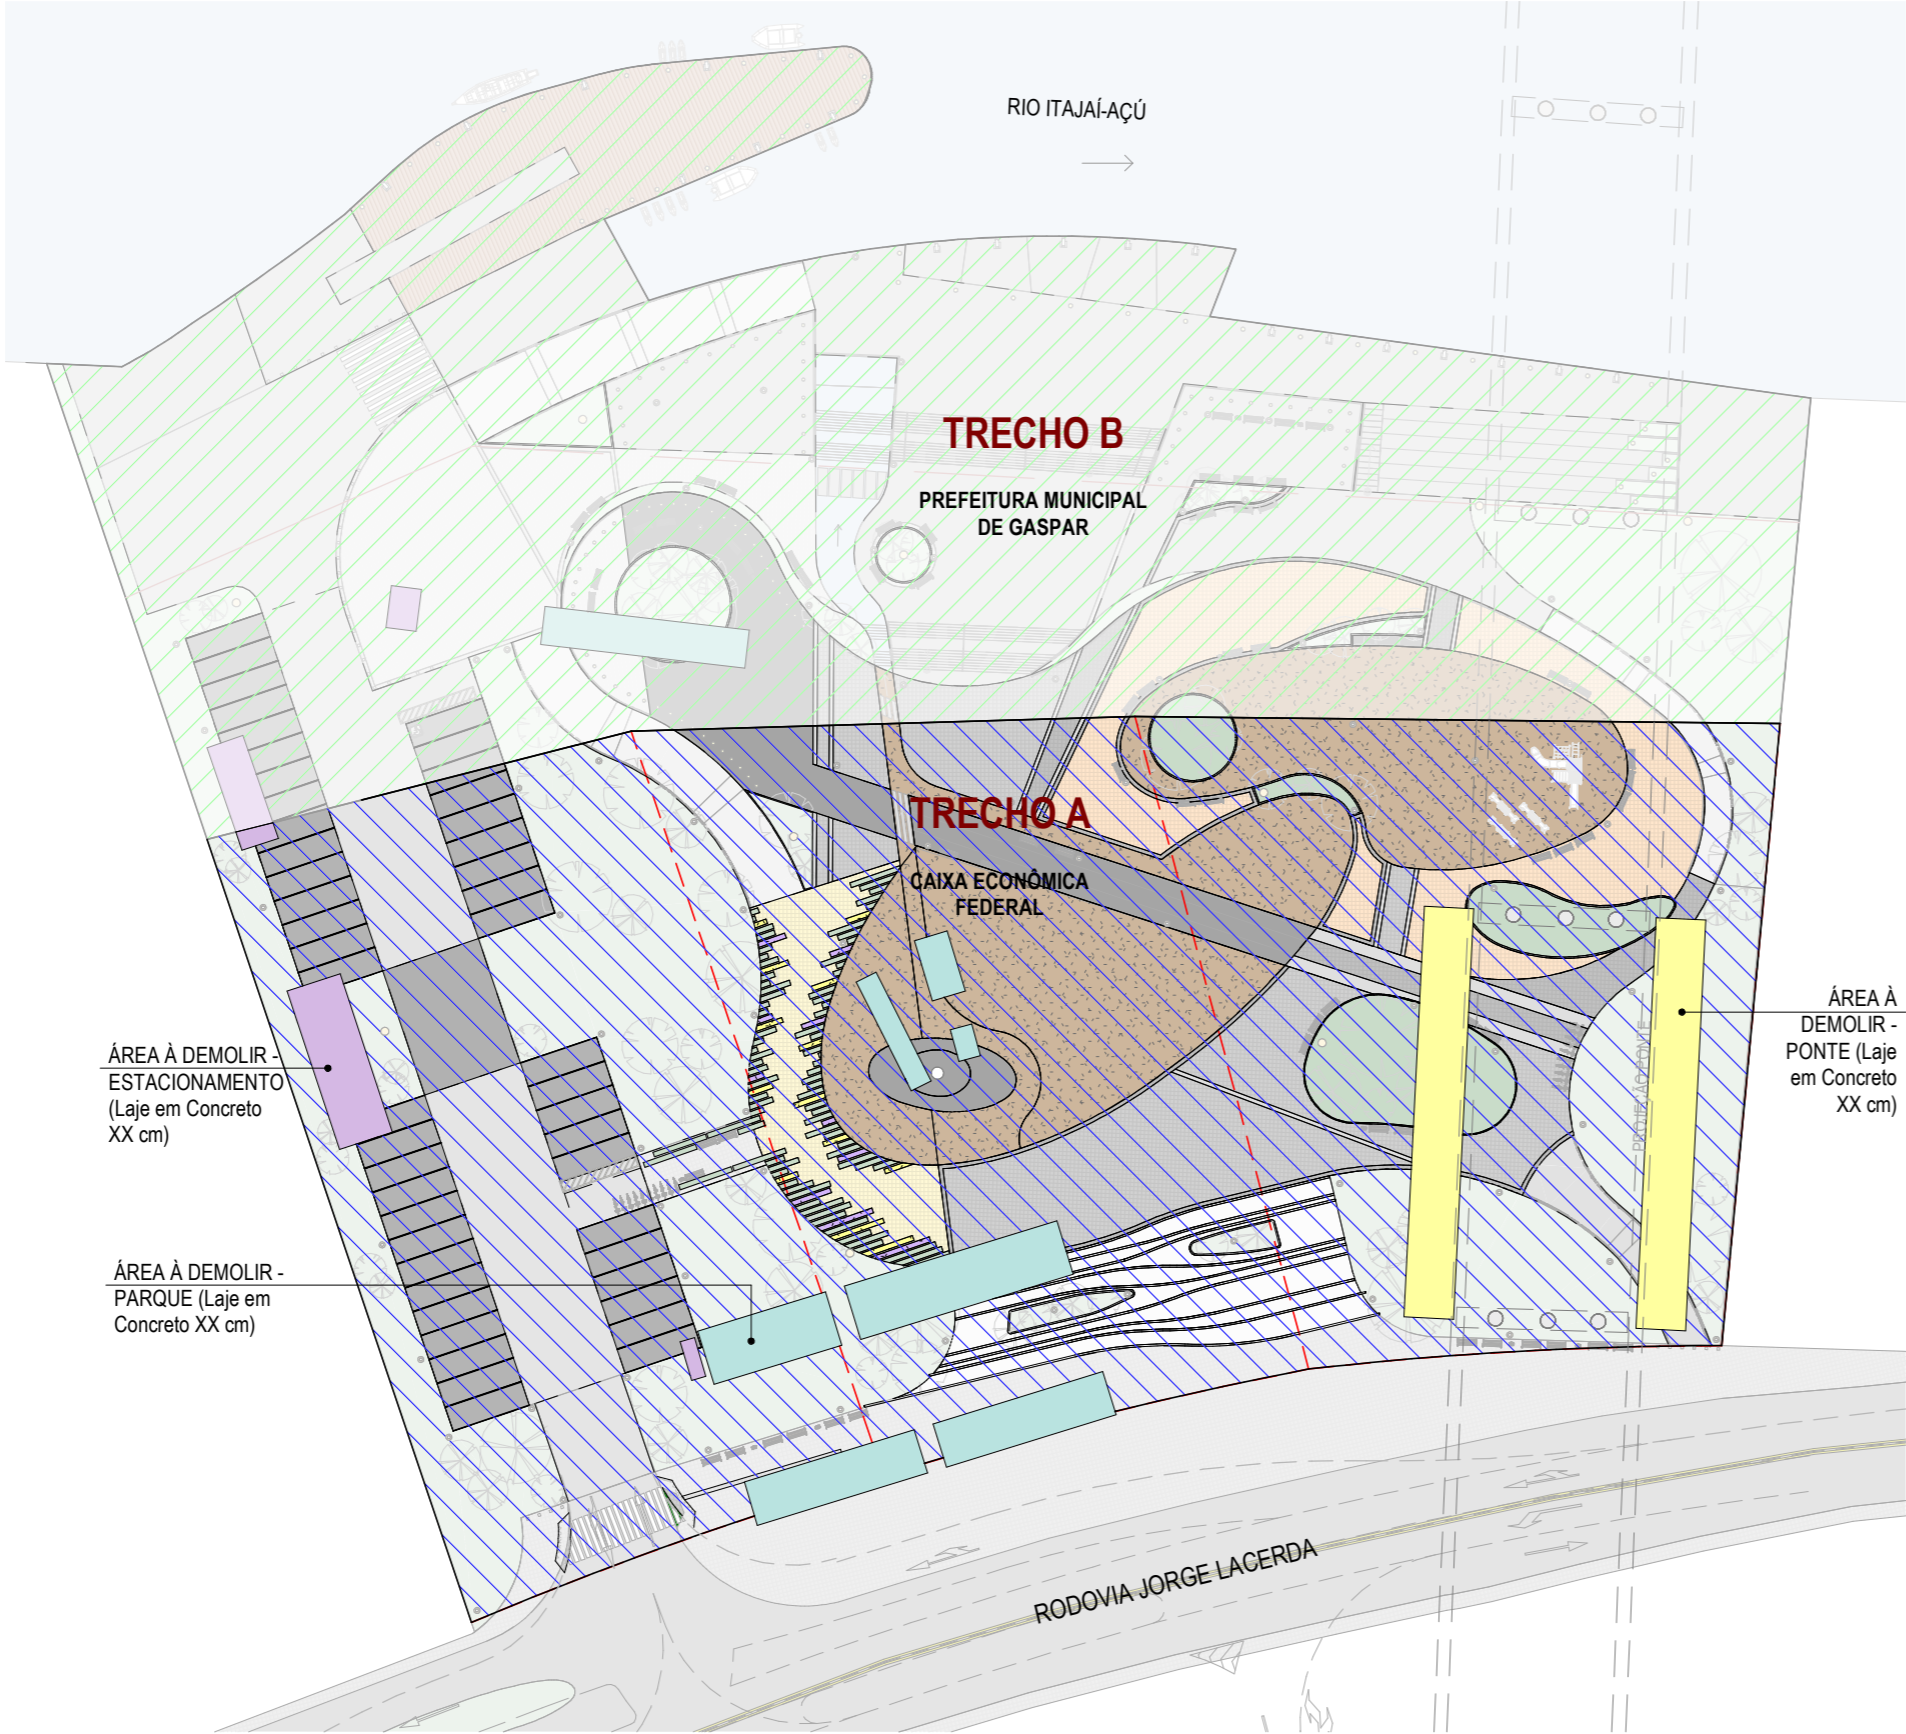 RIO ITAJAÍ-AÇÚ
TRECHO B
PREFEITURA MUNICIPAL
DE GASPAR
TRECHO A
CAIXA ECONÔMICA
FEDERAL
ÁREA À
DEMOLIR -
PONTE (Laje
em Concreto
XX cm)
PROJEÇÃO PONTE
ÁREA À DEMOLIR -
ESTACIONAMENTO
(Laje em Concreto
XX cm)
ÁREA À DEMOLIR -
PARQUE (Laje em
Concreto XX cm)
RODOVIA JORGE LACERDA